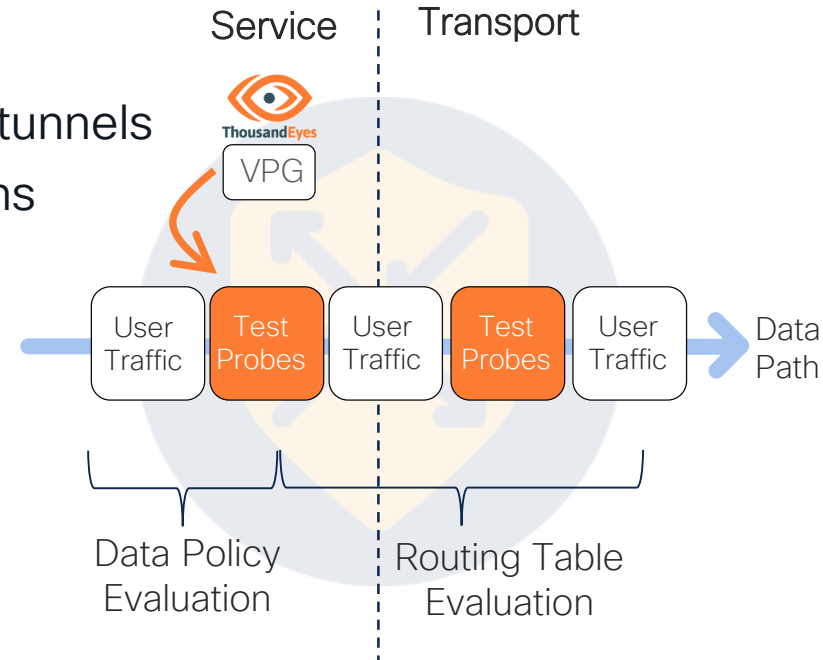 Service
Transport
tunnels
ThousandEyes
VPG
User
Traffic
Test
Probes
User
Traffic
Test
Probes
User
Traffic
Data
Path
Data Policy
Evaluation
Routing Table
Evaluation